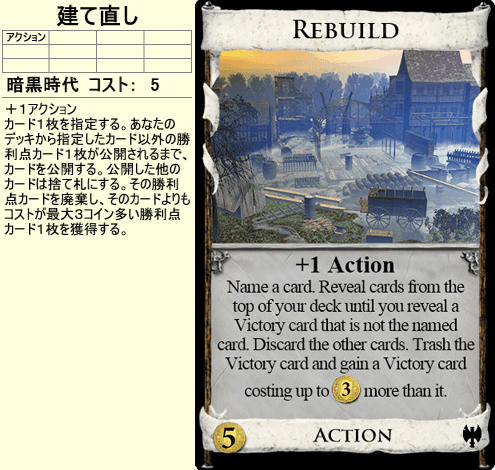 建て直し
アクション
暗黒時代 コスト： 5
＋１アクション
カード１枚を指定する。あなたの
デッキから指定したカード以外の勝
利点カード１枚が公開されるまで、
カードを公開する。公開した他の
カードは捨て札にする。その勝利
点カードを廃棄し、そのカードよりも
コストが最大３コイン多い勝利点
カード１枚を獲得する。
REBUILD
+1 Action
Name a card. Reveal cards from the
top of your deck until you reveal a
Victory card that is not the named
card. Discard the other cards. Trash the
Victory card and gain a Victory card
costing up to 3 more than it.
5 ACTION